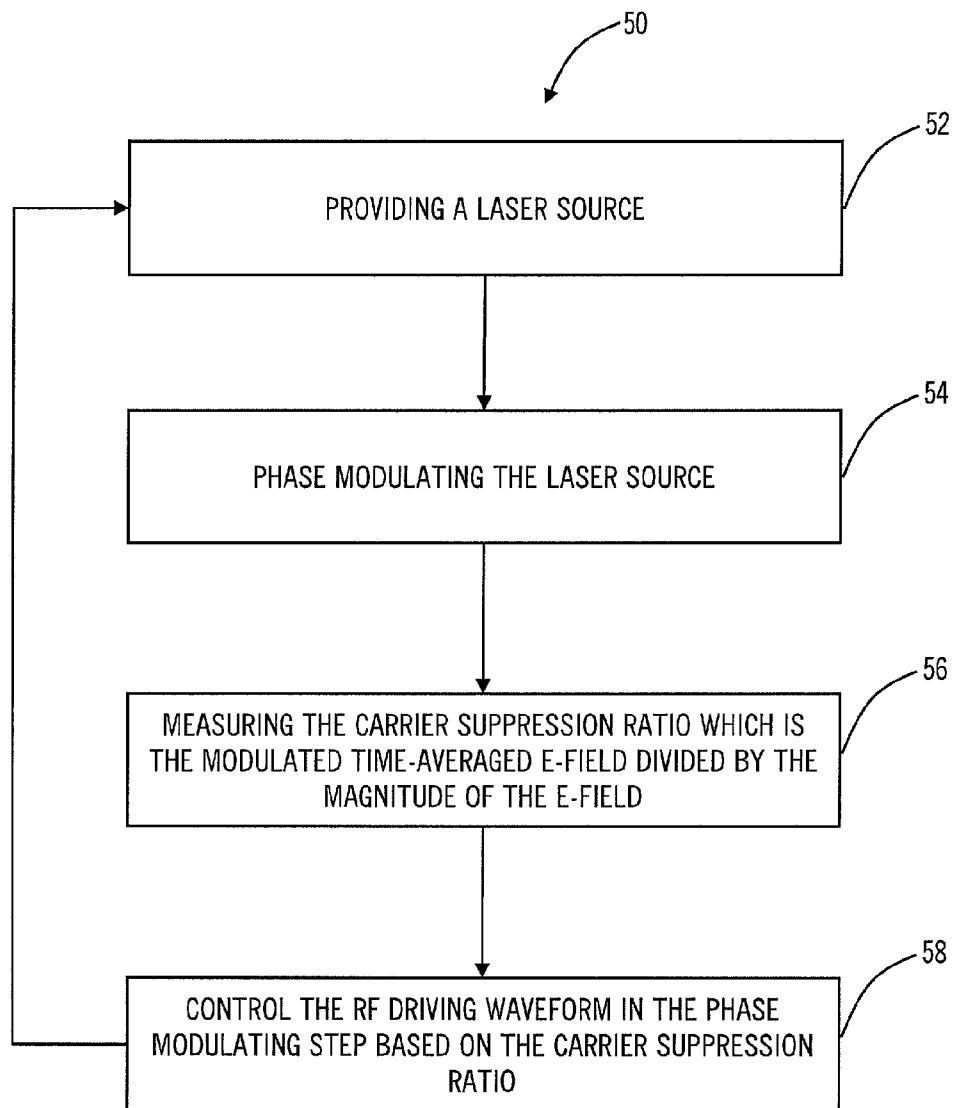 50
52
PROVIDING A LASER SOURCE
54
PHASE MODULATING THE LASER SOURCE
56
MEASURING THE CARRIER SUPPRESSION RATIO WHICH IS
THE MODULATED TIME-AVERAGED E-FIELD DIVIDED BY THE
MAGNITUDE OF THE E-FIELD
58
CONTROL THE RF DRIVING WAVEFORM IN THE PHASE
MODULATING STEP BASED ON THE CARRIER SUPPRESSION
RATIO